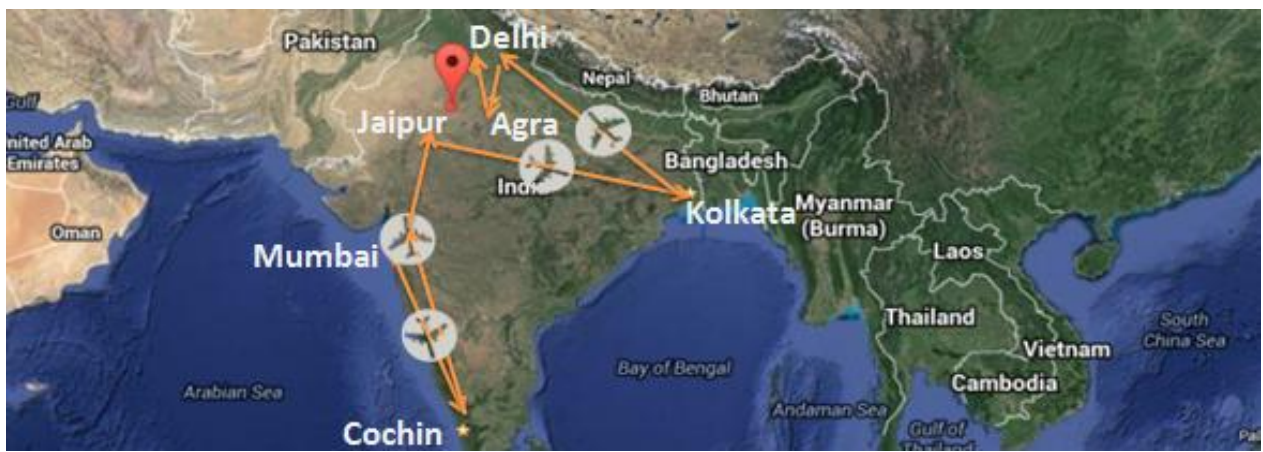 Pakistan
Delhi
Nepal
Bhutan
Gulf
Jaipur
Agra
United Arab
Emirates
Bangladesh
India
Kolkata
Myanmar
(Burma)
Oman
Mumbai
Laos
Thailand
South
China Sea
Vietnam
Bay of Bengal
Cambodia
Arabian Sea
Andaman Sea
Cochin
Gulf of
Thailand